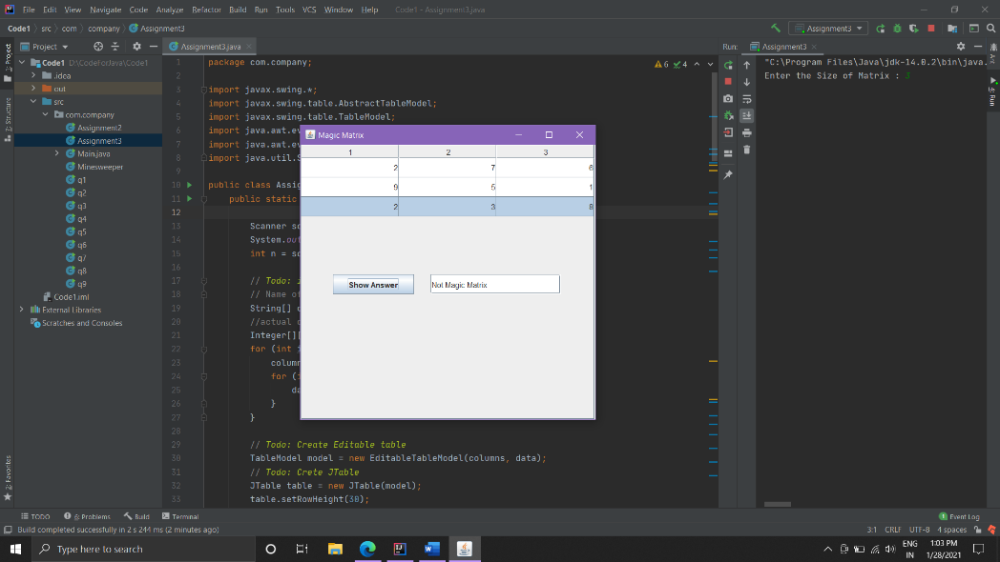 File Edit View Navigate Code Analyze Refactor Build Run Tools VCS Window Help Code1 - Assignment3.java
Code1 src com company Assignment3
Assignment3
Project
Assignment3.java
Run: Assignment3
1: Project
2: Structure
2: Favorites
4: Run
Ant
Code1 D:\CodeForJava\Code1
.idea
out
src
com.company
Assignment2
Assignment3
Main.java
Minesweeper
q1
q2
q3
q4
q5
q6
q7
q8
q9
Code1.iml
External Libraries
Scratches and Consoles
6 4
1 package com.company;
2
3 import javax.swing.*;
4 import javax.swing.table.AbstractTableModel;
5 import javax.swing.table.TableModel;
6 import java.awt.ev
7 import java.awt.ev
8 import java.util.S
9
10 public class Assig
11 public static
12
13 Scanner sc
14 System.out
15 int n = sc
16
17 // Todo: i
18 // Name of
19 String[] c
20 //actual d
21 Integer[][
22 for (int i
23 column
24 for (i
25 da
26 }
27 }
28
29 // Todo: Create Editable table
30 TableModel model = new EditableTableModel(columns, data);
31 // Todo: Crete JTable
32 JTable table = new JTable(model);
33 table.setRowHeight(30);
Magic Matrix
1 2 3
2 7 6
9 5 1
2 3 8
Show Answer
Not Magic Matrix
"C:\Program Files\Java\jdk-14.0.2\bin\java.
Enter the Size of Matrix : 3
TODO 6: Problems Build Terminal
1 Event Log
Build completed successfully in 2 s 244 ms (2 minutes ago)
3:1 CRLF UTF-8 4 spaces
Type here to search
ENG
IN
1:03 PM
1/28/2021